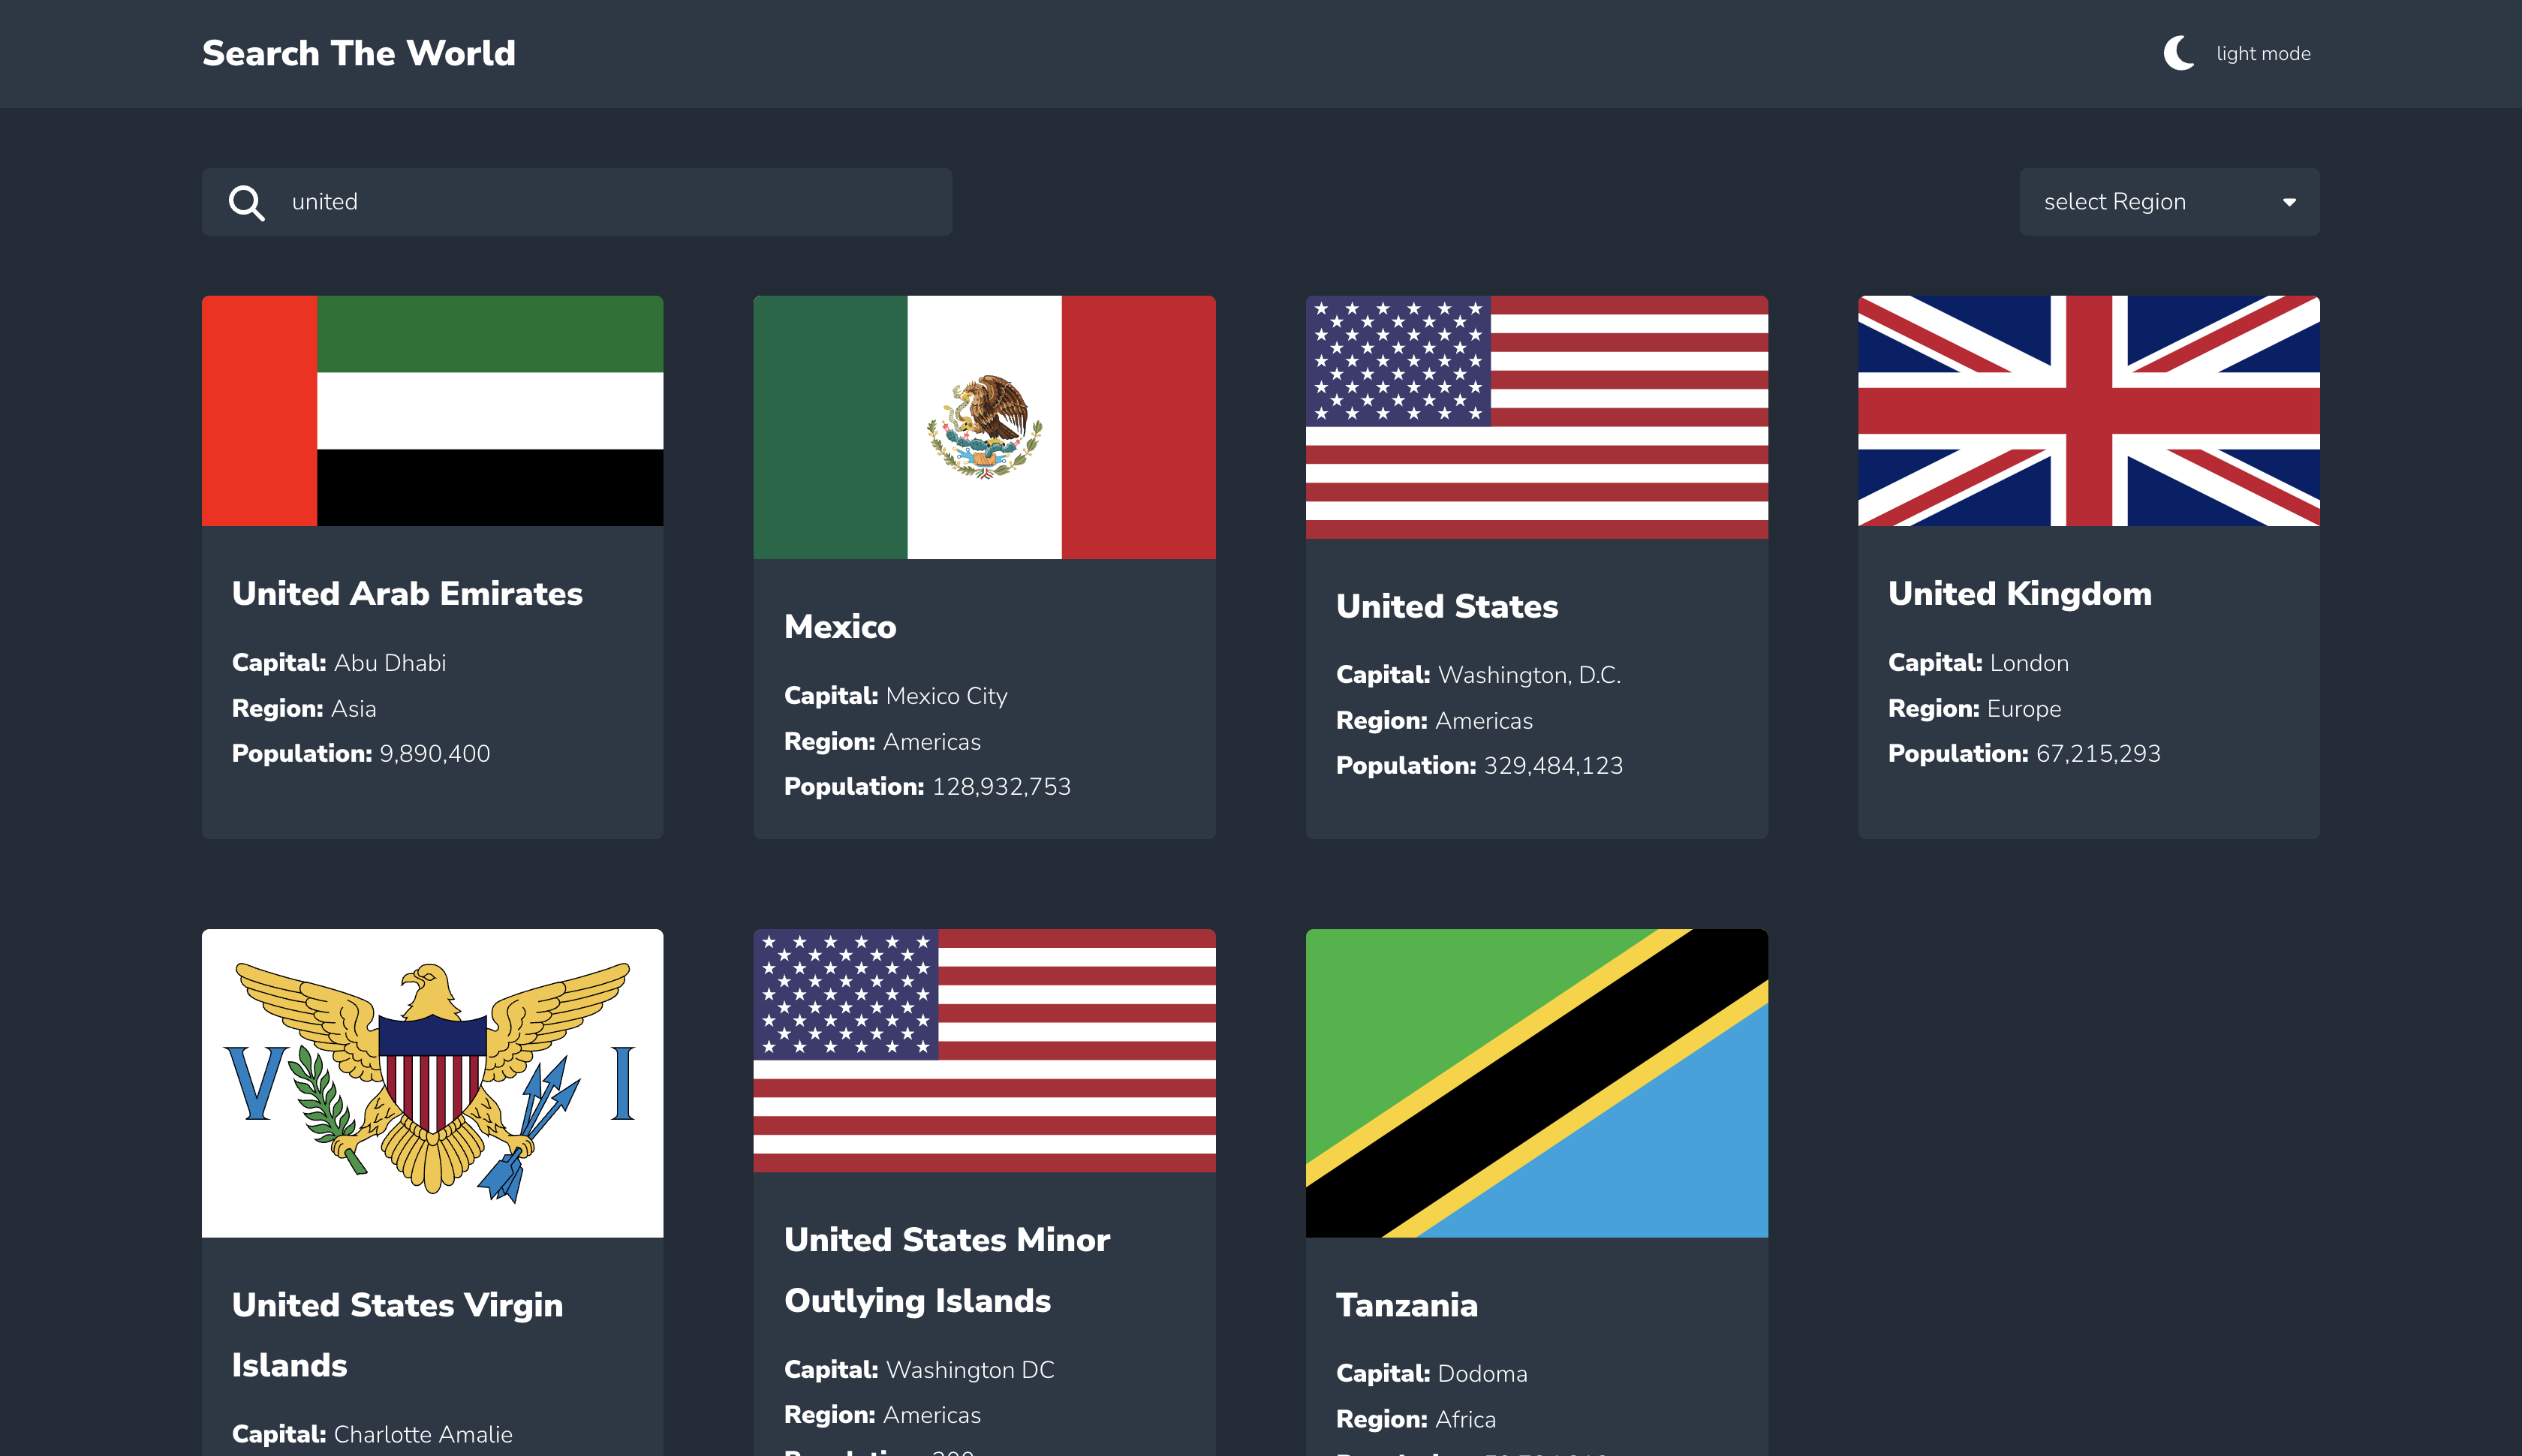 Search The World
light mode
united
select Region
United Arab Emirates
Capital: Abu Dhabi
Region: Asia
Population: 9,890,400
Mexico
Capital: Mexico City
Region: Americas
Population: 128,932,753
United States
Capital: Washington, D.C.
Region: Americas
Population: 329,484,123
United Kingdom
Capital: London
Region: Europe
Population: 67,215,293
V I
United States Virgin
Islands
Capital: Charlotte Amalie
United States Minor
Outlying Islands
Capital: Washington DC
Region: Americas
Tanzania
Capital: Dodoma
Region: Africa